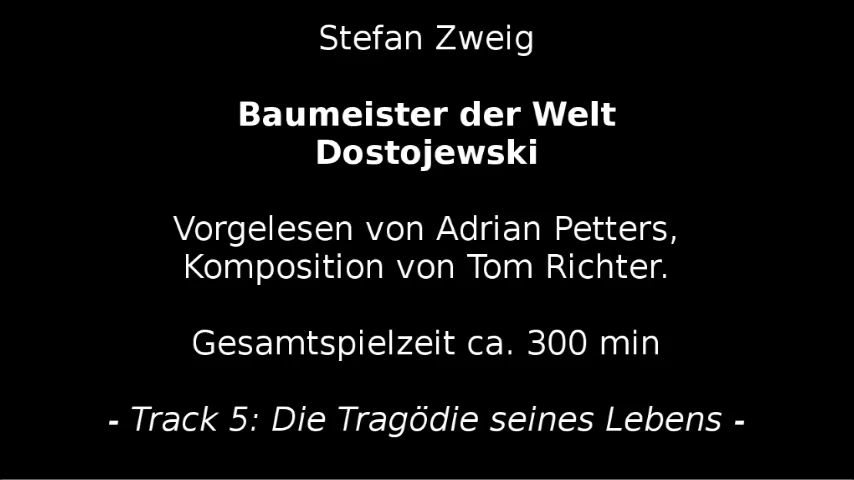 Stefan Zweig
Baumeister der Welt
Dostojewski
Vorgelesen von Adrian Petters,
Komposition von Tom Richter.
Gesamtspielzeit ca. 300 min
- Track 5: Die Tragödie seines Lebens -